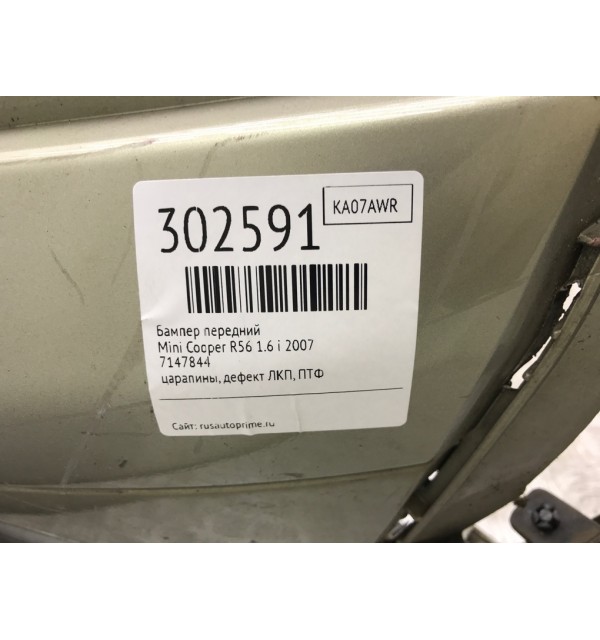 302591
KA07AWR
Бампер передний
Mini Cooper R56 1.6 i 2007
7147844
царапины, дефект ЛКП, ПТФ
Сайт: rusautoprime.ru